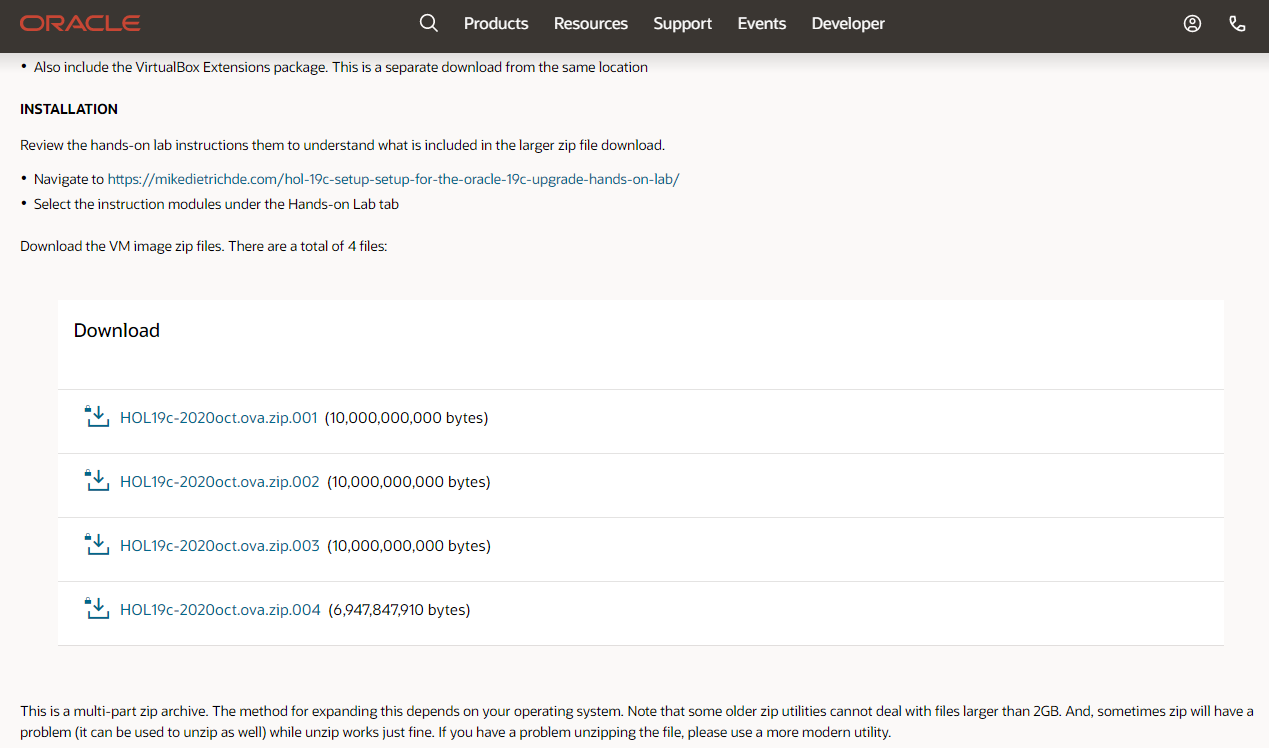 ORACLE
Products Resources Support Events Developer
• Also include the VirtualBox Extensions package. This is a separate download from the same location
INSTALLATION
Review the hands-on lab instructions them to understand what is included in the larger zip file download.
• Navigate to https://mikedietrichde.com/hol-19c-setup-setup-for-the-oracle-19c-upgrade-hands-on-lab/
• Select the instruction modules under the Hands-on Lab tab
Download the VM image zip files. There are a total of 4 files:
Download
HOL19c-2020oct.ova.zip.001 (10,000,000,000 bytes)
HOL19c-2020oct.ova.zip.002 (10,000,000,000 bytes)
HOL19c-2020oct.ova.zip.003 (10,000,000,000 bytes)
HOL19c-2020oct.ova.zip.004 (6,947,847,910 bytes)
This is a multi-part zip archive. The method for expanding this depends on your operating system. Note that some older zip utilities cannot deal with files larger than 2GB. And, sometimes zip will have a
problem (it can be used to unzip as well) while unzip works just fine. If you have a problem unzipping the file, please use a more modern utility.